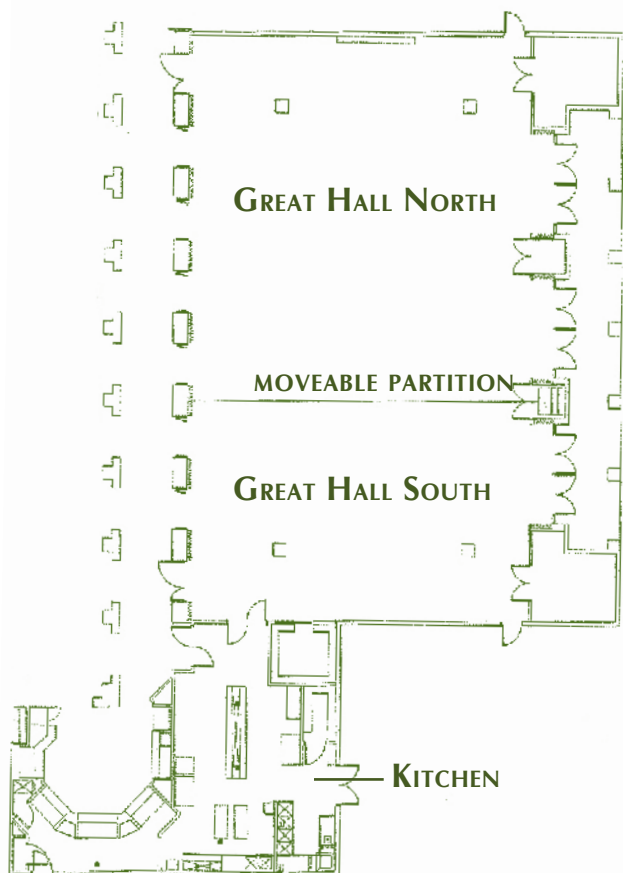 GREAT HALL NORTH
MOVEABLE PARTITION
GREAT HALL SOUTH
KITCHEN